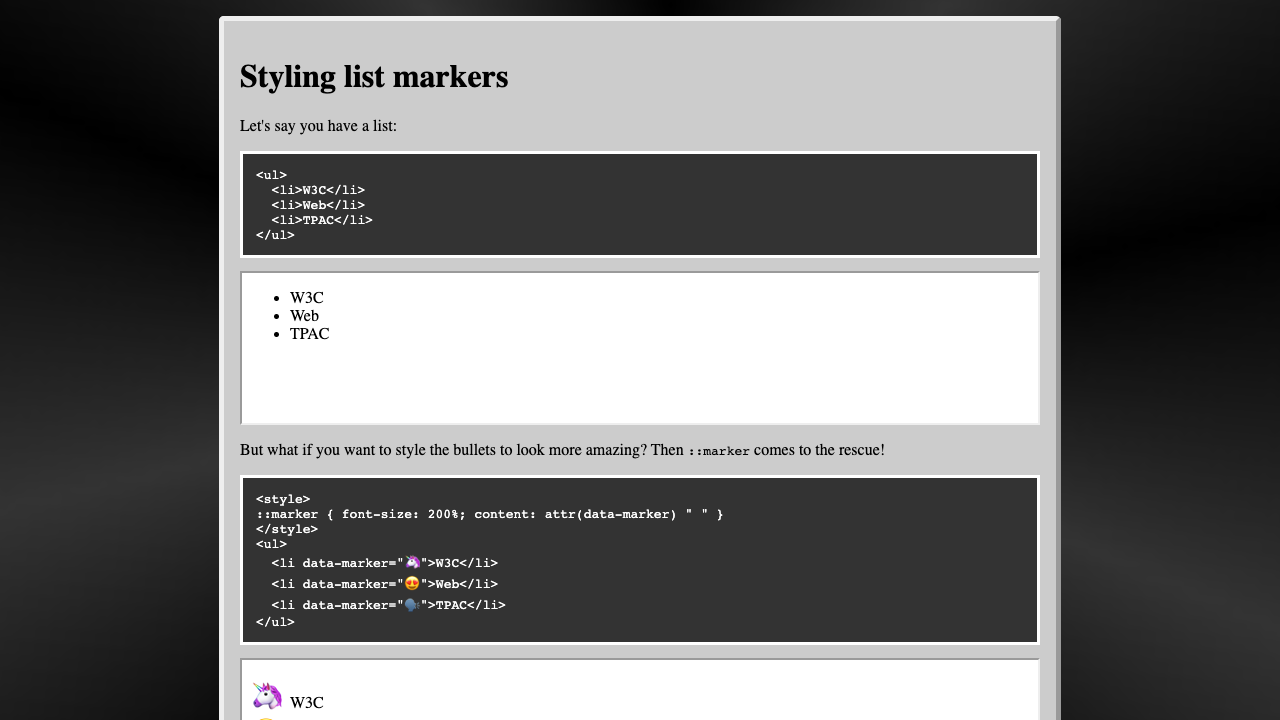 Styling list markers
Let's say you have a list:
<ul>
  <li>W3C</li>
  <li>Web</li>
  <li>TPAC</li>
</ul>
• W3C
• Web
• TPAC
But what if you want to style the bullets to look more amazing? Then ::marker comes to the rescue!
<style>
::marker { font-size: 200%; content: attr(data-marker) " " }
</style>
<ul>
  <li data-marker="🦄">W3C</li>
  <li data-marker="😍">Web</li>
  <li data-marker="🗣️">TPAC</li>
</ul>
🦄 W3C